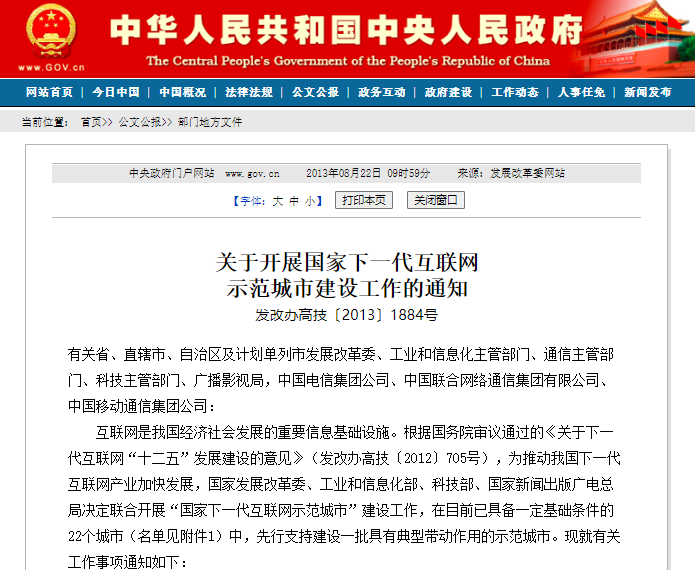 中华人民共和国中央人民政府
www.GOV.cn
The Central People's Government of the People's Republic of China
网站首页 | 今日中国 | 中国概况 | 法律法规 | 公文公报 | 政务互动 | 政府建设 | 工作动态 | 人事任免 | 新闻发布
当前位置: 首页>> 公文公报>> 部门地方文件
中央政府门户网站 www.gov.cn 2013年08月22日 09时59分 来源: 发展改革委网站
【字体: 大 中 小】 打印本页 关闭窗口
关于开展国家下一代互联网
示范城市建设工作的通知
发改办高技〔2013〕1884号
有关省、直辖市、自治区及计划单列市发展改革委、工业和信息化主管部门、通信主管部
门、科技主管部门、广播影视局，中国电信集团公司、中国联合网络通信集团有限公司、
中国移动通信集团公司：
互联网是我国经济社会发展的重要信息基础设施。根据国务院审议通过的《关于下一
代互联网“十二五”发展建设的意见》（发改办高技〔2012〕705号），为推动我国下一代
互联网产业加快发展，国家发展改革委、工业和信息化部、科技部、国家新闻出版广电总
局决定联合开展“国家下一代互联网示范城市”建设工作，在目前已具备一定基础条件的
22个城市（名单见附件1）中，先行支持建设一批具有典型带动作用的示范城市。现就有关
工作事项通知如下：